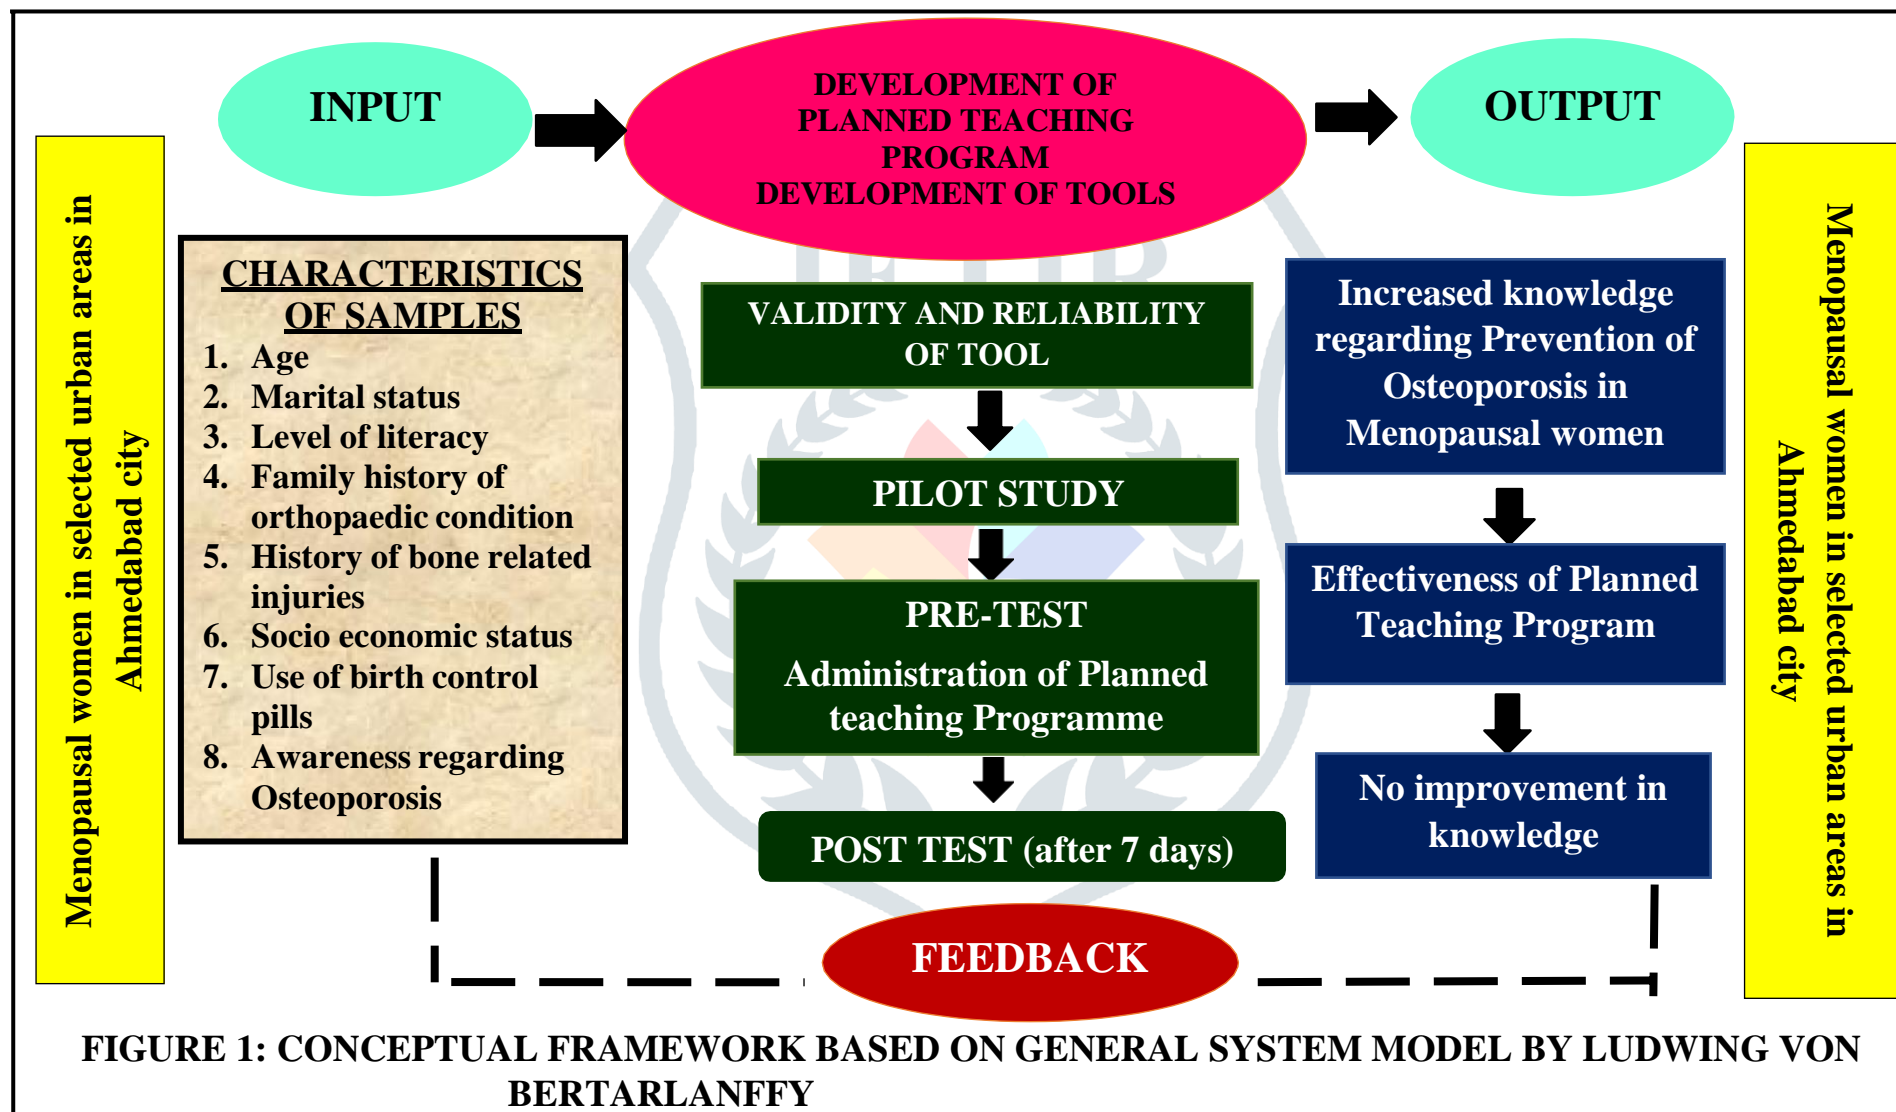 INPUT
DEVELOPMENT OF
PLANNED TEACHING
PROGRAM
DEVELOPMENT OF TOOLS
OUTPUT
Menopausal women in selected urban areas in
Ahmedabad city
CHARACTERISTICS
OF SAMPLES
1. Age
2. Marital status
3. Level of literacy
4. Family history of
orthopaedic condition
5. History of bone related
injuries
6. Socio economic status
7. Use of birth control
pills
8. Awareness regarding
Osteoporosis
VALIDITY AND RELIABILITY
OF TOOL
PILOT STUDY
PRE-TEST
Administration of Planned
teaching Programme
POST TEST (after 7 days)
Increased knowledge
regarding Prevention of
Osteoporosis in
Menopausal women
Effectiveness of Planned
Teaching Program
No improvement in
knowledge
Menopausal women in selected urban areas in
Ahmedabad city
FEEDBACK
FIGURE 1: CONCEPTUAL FRAMEWORK BASED ON GENERAL SYSTEM MODEL BY LUDWING VON
BERTARLANFFY